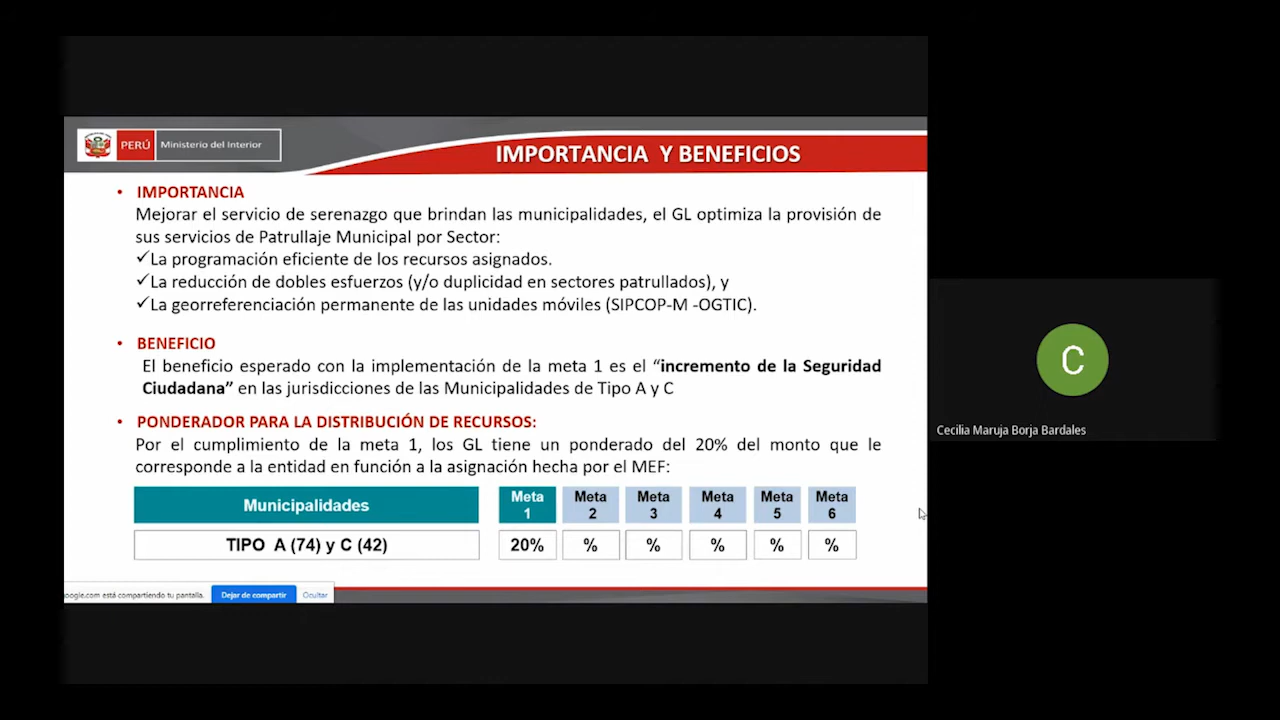 PERÚ Ministerio del Interior
IMPORTANCIA Y BENEFICIOS
• IMPORTANCIA
Mejorar el servicio de serenazgo que brindan las municipalidades, el GL optimiza la provisión de
sus servicios de Patrullaje Municipal por Sector:
✓La programación eficiente de los recursos asignados.
✓La reducción de dobles esfuerzos (y/o duplicidad en sectores patrullados), y
✓La georreferenciación permanente de las unidades móviles (SIPCOP-M -OGTIC).
• BENEFICIO
El beneficio esperado con la implementación de la meta 1 es el “incremento de la Seguridad
Ciudadana” en las jurisdicciones de las Municipalidades de Tipo A y C
• PONDERADOR PARA LA DISTRIBUCIÓN DE RECURSOS:
Por el cumplimiento de la meta 1, los GL tiene un ponderado del 20% del monto que le
corresponde a la entidad en función a la asignación hecha por el MEF:
Municipalidades Meta 1 Meta 2 Meta 3 Meta 4 Meta 5 Meta 6
TIPO A (74) y C (42) 20% % % % % %
oogle.com está compartiendo tu pantalla. Dejar de compartir Ocultar
C
Cecilia Maruja Borja Bardales